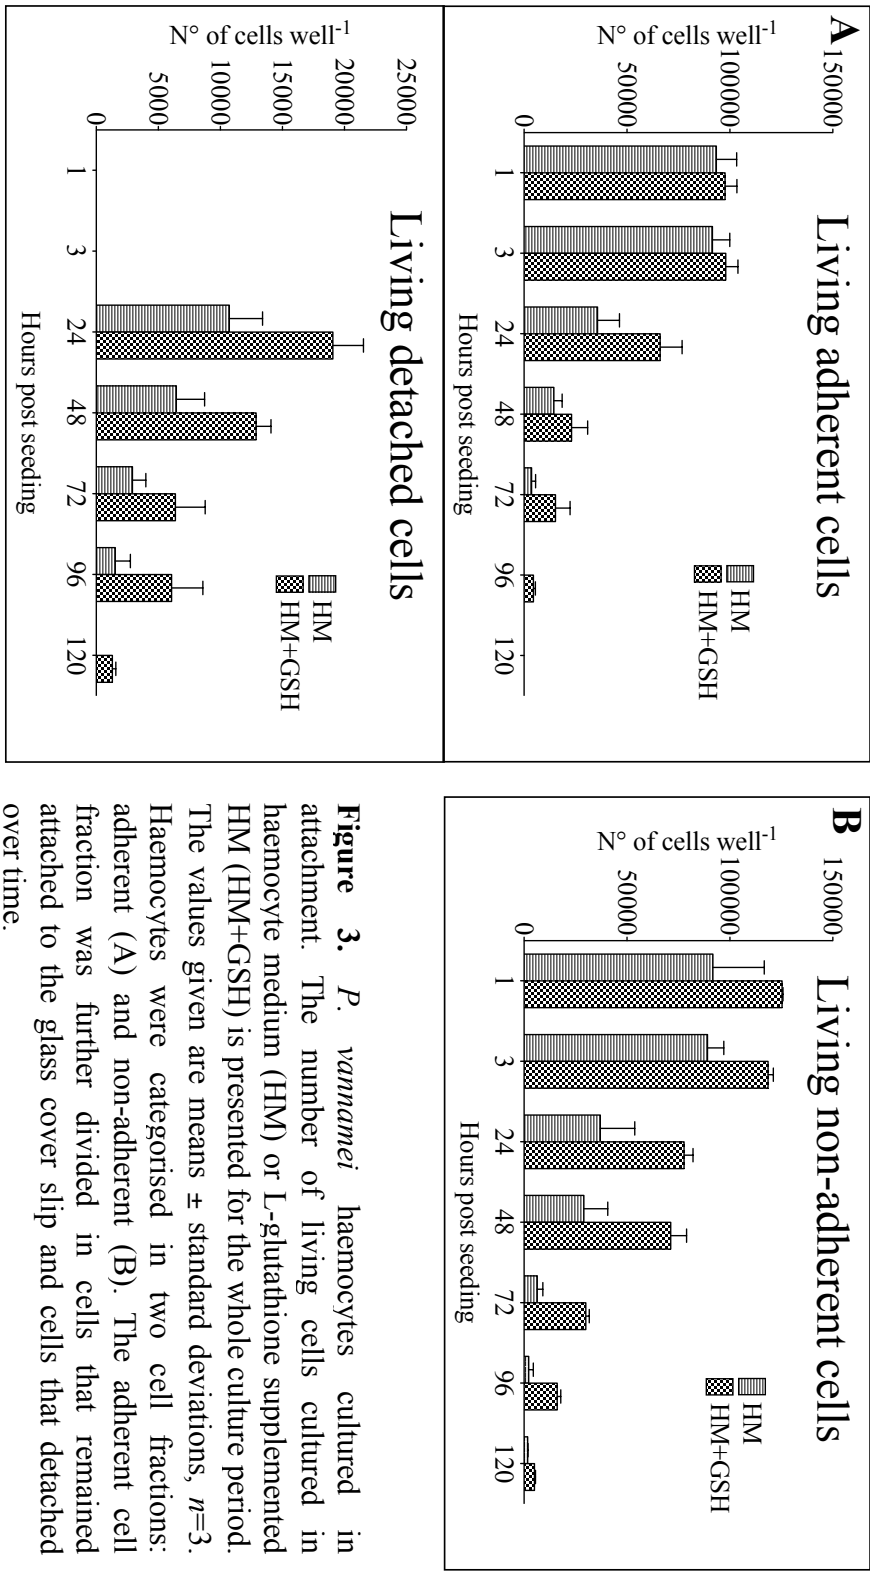 A
Living adherent cells
N° of cells well-1
150000
100000
50000
0
1 3 24 48 72 96 120
Hours post seeding
HM
HM+GSH
Living detached cells
N° of cells well-1
25000
20000
15000
10000
5000
0
1 3 24 48 72 96 120
Hours post seeding
HM
HM+GSH
B
Living non-adherent cells
N° of cells well-1
150000
100000
50000
0
1 3 24 48 72 96 120
Hours post seeding
HM
HM+GSH
Figure 3. P. vannamei haemocytes cultured in
attachment. The number of living cells cultured in
haemocyte medium (HM) or L-glutathione supplemented
HM (HM+GSH) is presented for the whole culture period.
The values given are means ± standard deviations, n=3.
Haemocytes were categorised in two cell fractions:
adherent (A) and non-adherent (B). The adherent cell
fraction was further divided in cells that remained
attached to the glass cover slip and cells that detached
over time.